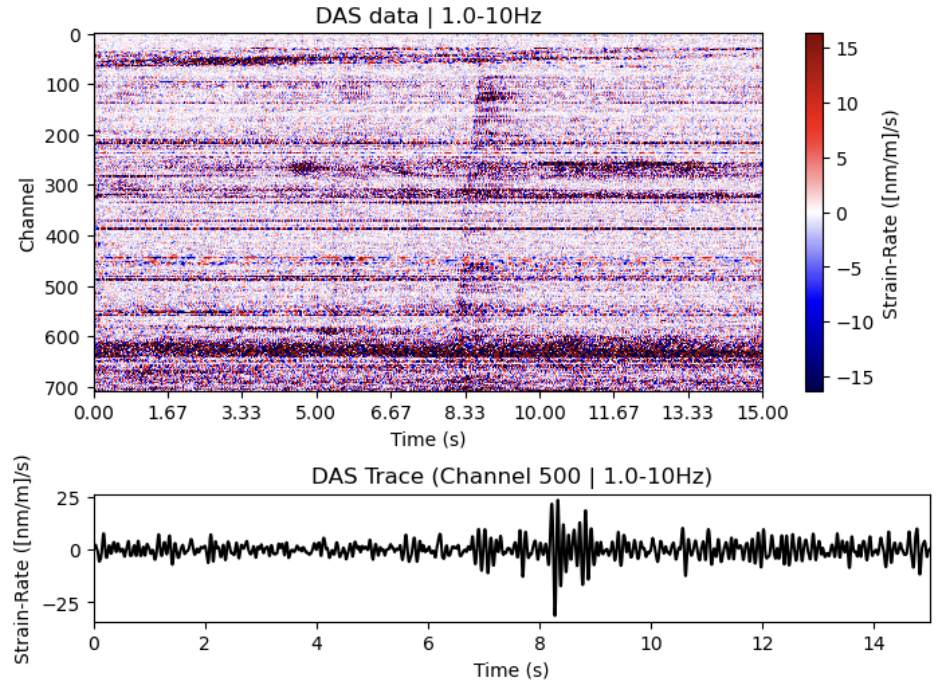 DAS data | 1.0-10Hz
0
100
200
300
400
500
600
700
Channel
0.00 1.67 3.33 5.00 6.67 8.33 10.00 11.67 13.33 15.00
Time (s)
15
10
5
0
−5
−10
−15
Strain-Rate ([nm/m]/s)
DAS Trace (Channel 500 | 1.0-10Hz)
25
0
−25
Strain-Rate ([nm/m]/s)
0 2 4 6 8 10 12 14
Time (s)